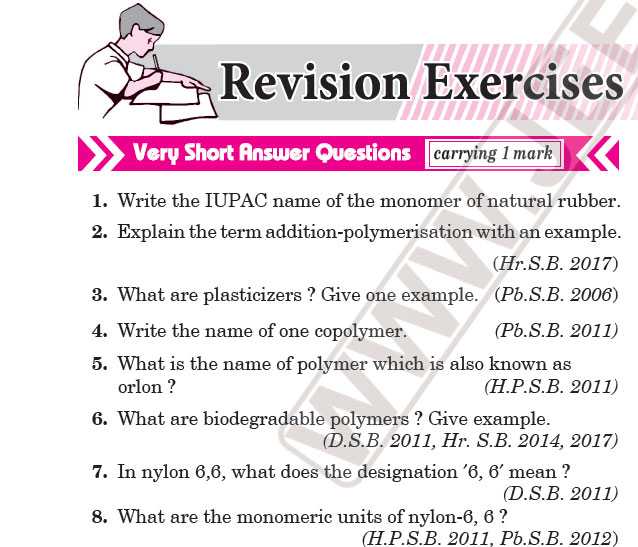 Revision Exercises
Very Short Answer Questions carrying 1 mark
1. Write the IUPAC name of the monomer of natural rubber.
2. Explain the term addition-polymerisation with an example.
(Hr.S.B. 2017)
3. What are plasticizers ? Give one example. (Pb.S.B. 2006)
4. Write the name of one copolymer. (Pb.S.B. 2011)
5. What is the name of polymer which is also known as
orlon ? (H.P.S.B. 2011)
6. What are biodegradable polymers ? Give example.
(D.S.B. 2011, Hr. S.B. 2014, 2017)
7. In nylon 6,6, what does the designation ′6, 6′ mean ?
(D.S.B. 2011)
8. What are the monomeric units of nylon-6, 6 ?
(H.P.S.B. 2011, Pb.S.B. 2012)
WWW.JE